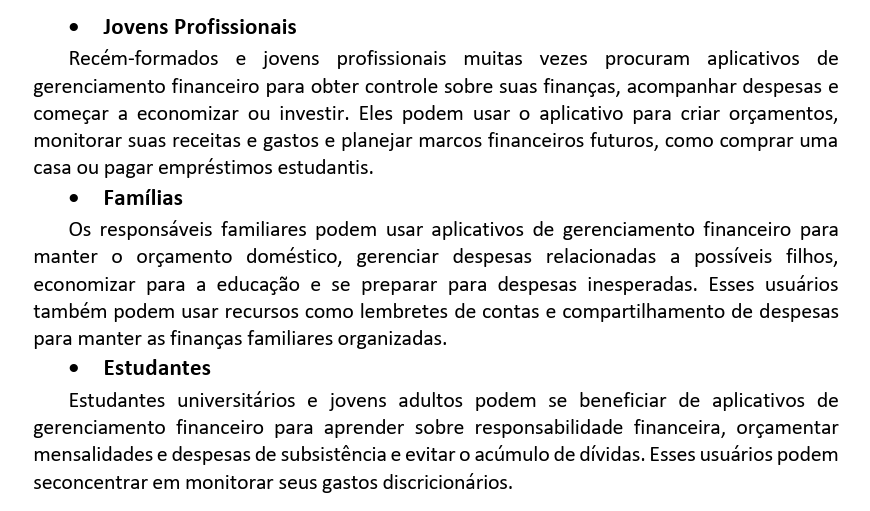 • Jovens Profissionais
Recém-formados e jovens profissionais muitas vezes procuram aplicativos de
gerenciamento financeiro para obter controle sobre suas finanças, acompanhar despesas e
começar a economizar ou investir. Eles podem usar o aplicativo para criar orçamentos,
monitorar suas receitas e gastos e planejar marcos financeiros futuros, como comprar uma
casa ou pagar empréstimos estudantis.
• Famílias
Os responsáveis familiares podem usar aplicativos de gerenciamento financeiro para
manter o orçamento doméstico, gerenciar despesas relacionadas a possíveis filhos,
economizar para a educação e se preparar para despesas inesperadas. Esses usuários
também podem usar recursos como lembretes de contas e compartilhamento de despesas
para manter as finanças familiares organizadas.
• Estudantes
Estudantes universitários e jovens adultos podem se beneficiar de aplicativos de
gerenciamento financeiro para aprender sobre responsabilidade financeira, orçamentar
mensalidades e despesas de subsistência e evitar o acúmulo de dívidas. Esses usuários podem
seconcentrar em monitorar seus gastos discricionários.